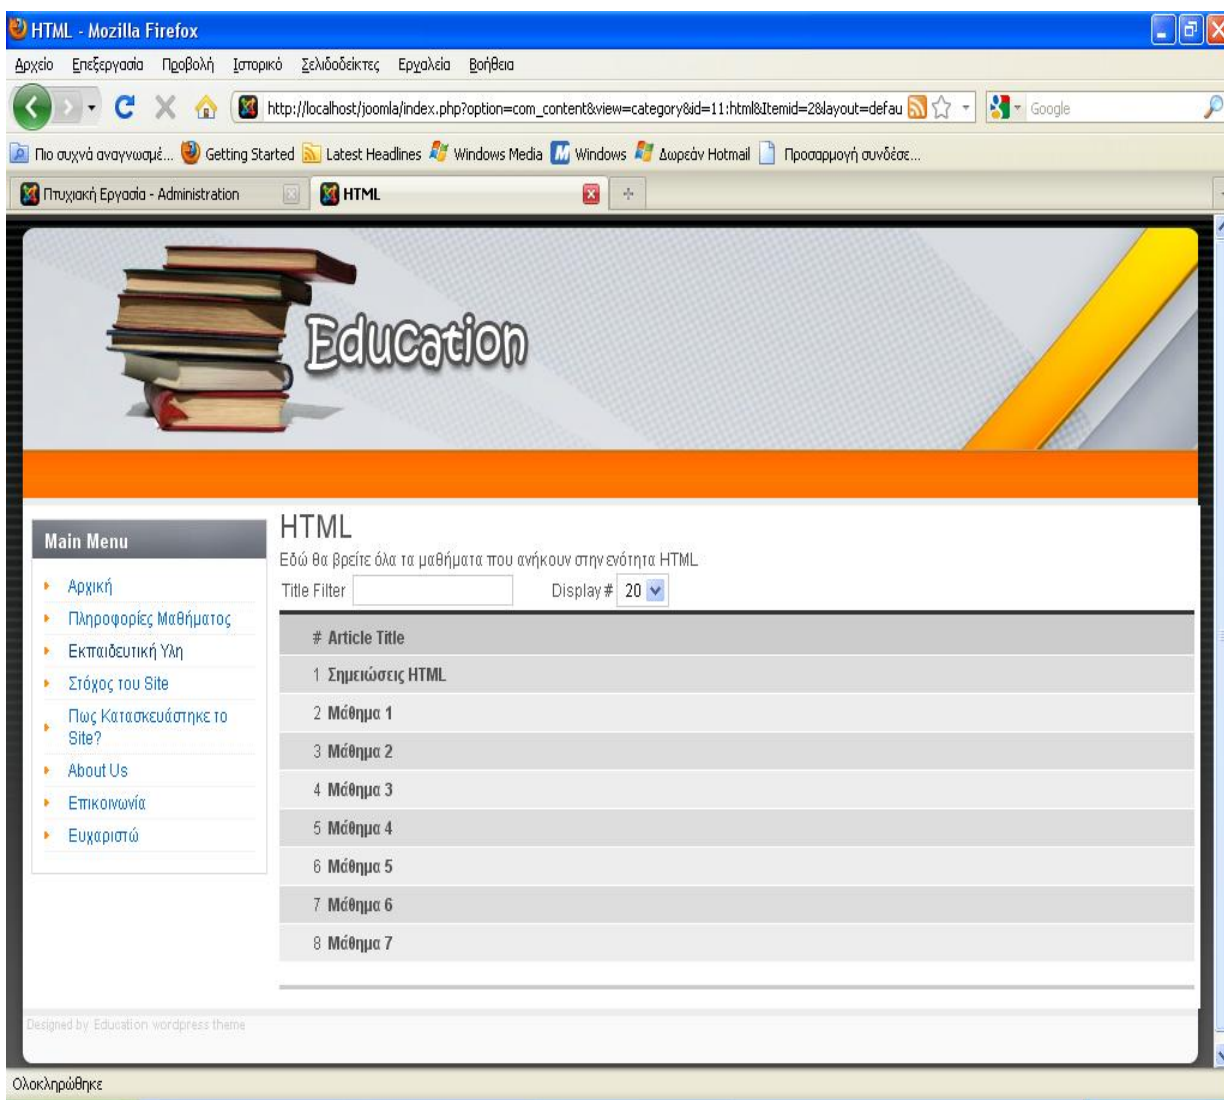 HTML - Mozilla Firefox
Αρχείο Επεξεργασία Προβολή Ιστορικό Σελιδοδείκτες Εργαλεία Βοήθεια
http://localhost/joomla/index.php?option=com_content&view=category&id=11:html&Itemid=2&layout=defau Google
Πιο συχνά αναγνωσμέ... Getting Started Latest Headlines Windows Media Windows Δωρεάν Hotmail Προσαρμογή συνδέσε...
Πτυχιακή Εργασία - Administration HTML
Education
Main Menu
Αρχική
Πληροφορίες Μαθήματος
Εκπαιδευτική Υλη
Στόχος του Site
Πως Κατασκευάστηκε το
Site?
About Us
Επικοινωνία
Ευχαριστώ
HTML
Εδώ θα βρείτε όλα τα μαθήματα που ανήκουν στην ενότητα HTML
Title Filter Display # 20
# Article Title
1 Σημειώσεις HTML
2 Μάθημα 1
3 Μάθημα 2
4 Μάθημα 3
5 Μάθημα 4
6 Μάθημα 5
7 Μάθημα 6
8 Μάθημα 7
Designed by Education wordpress theme
Ολοκληρώθηκε